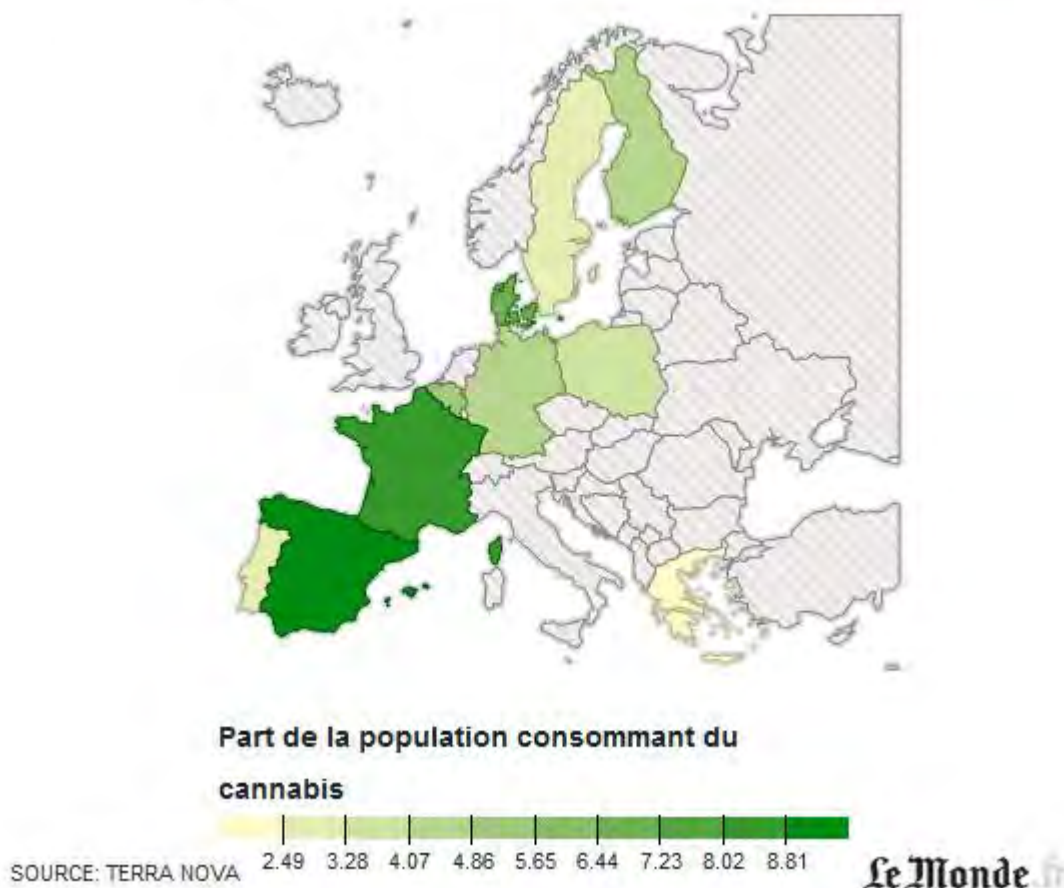 Part de la population consommant du
cannabis
2.49 3.28 4.07 4.86 5.65 6.44 7.23 8.02 8.81
SOURCE: TERRA NOVA
Le Monde.fr